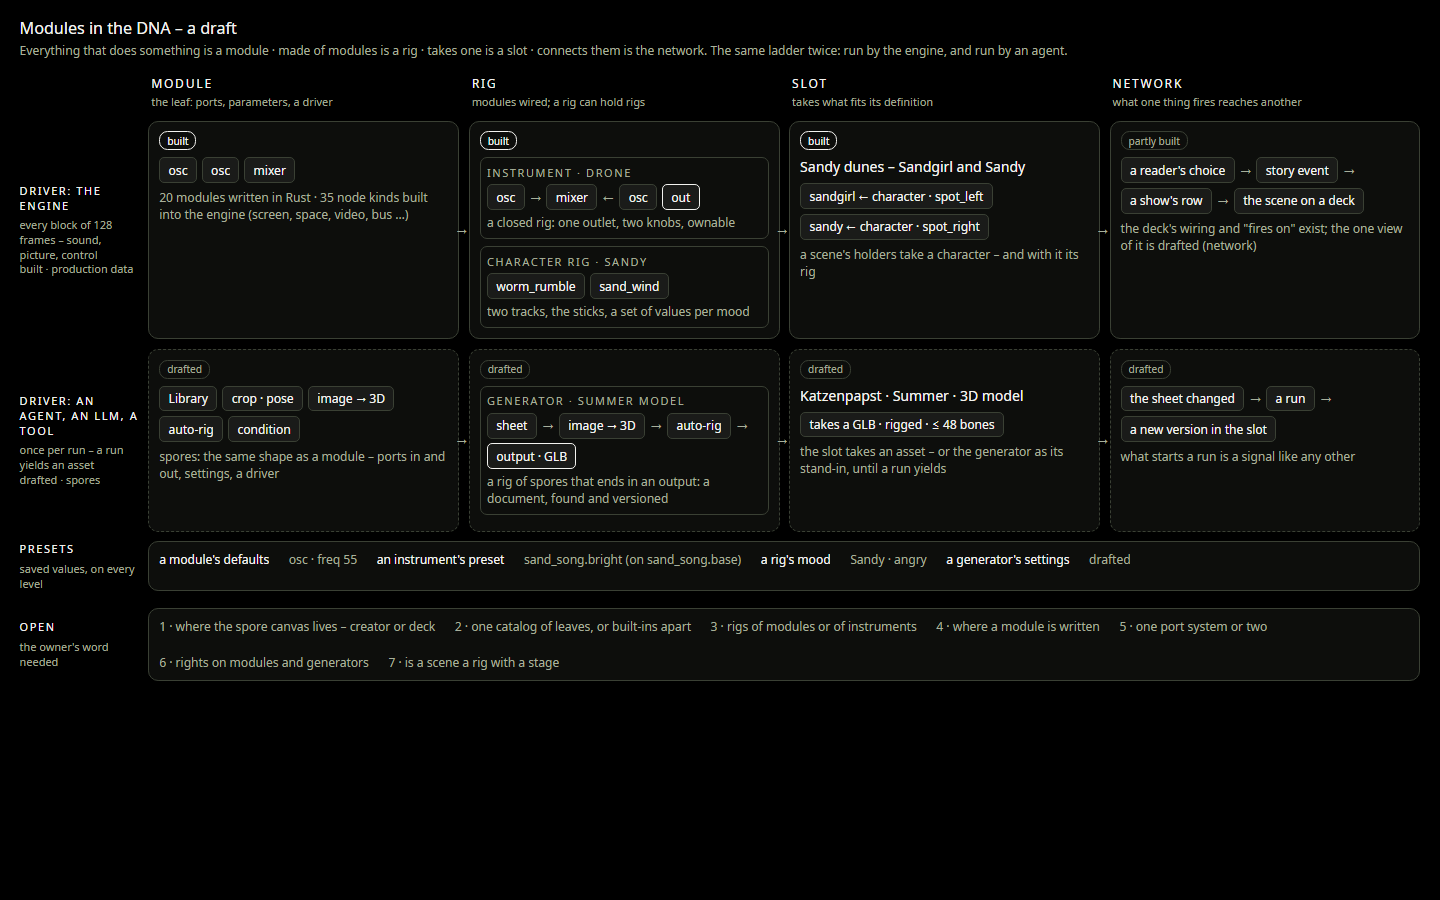 Modules in the DNA – a draft
Everything that does something is a module · made of modules is a rig · takes one is a slot · connects them is the network. The same ladder twice: run by the engine, and run by an agent.
MODULE
the leaf: ports, parameters, a driver
RIG
modules wired; a rig can hold rigs
SLOT
takes what fits its definition
NETWORK
what one thing fires reaches another
DRIVER: THE
ENGINE
every block of 128
frames – sound,
picture, control
built · production data
built
osc osc mixer
20 modules written in Rust · 35 node kinds built
into the engine (screen, space, video, bus ...)
→
built
INSTRUMENT · DRONE
osc → mixer ← osc out
a closed rig: one outlet, two knobs, ownable
CHARACTER RIG · SANDY
worm_rumble sand_wind
two tracks, the sticks, a set of values per mood
→
built
Sandy dunes – Sandgirl and Sandy
sandgirl ← character · spot_left
sandy ← character · spot_right
a scene's holders take a character – and with it its
rig
→
partly built
a reader's choice → story event →
a show's row → the scene on a deck
the deck's wiring and "fires on" exist; the one view
of it is drafted (network)
DRIVER: AN
AGENT, AN LLM, A
TOOL
once per run – a run
yields an asset
drafted · spores
drafted
Library crop · pose image → 3D
auto-rig condition
spores: the same shape as a module – ports in and
out, settings, a driver
→
drafted
GENERATOR · SUMMER MODEL
sheet → image → 3D → auto-rig →
output · GLB
a rig of spores that ends in an output: a
document, found and versioned
→
drafted
Katzenpapst · Summer · 3D model
takes a GLB · rigged · ≤ 48 bones
the slot takes an asset – or the generator as its
stand-in, until a run yields
→
drafted
the sheet changed → a run →
a new version in the slot
what starts a run is a signal like any other
PRESETS
saved values, on every
level
a module's defaults osc · freq 55 an instrument's preset sand_song.bright (on sand_song.base) a rig's mood Sandy · angry a generator's settings drafted
OPEN
the owner's word
needed
1 · where the spore canvas lives – creator or deck 2 · one catalog of leaves, or built-ins apart 3 · rigs of modules or of instruments 4 · where a module is written 5 · one port system or two
6 · rights on modules and generators 7 · is a scene a rig with a stage